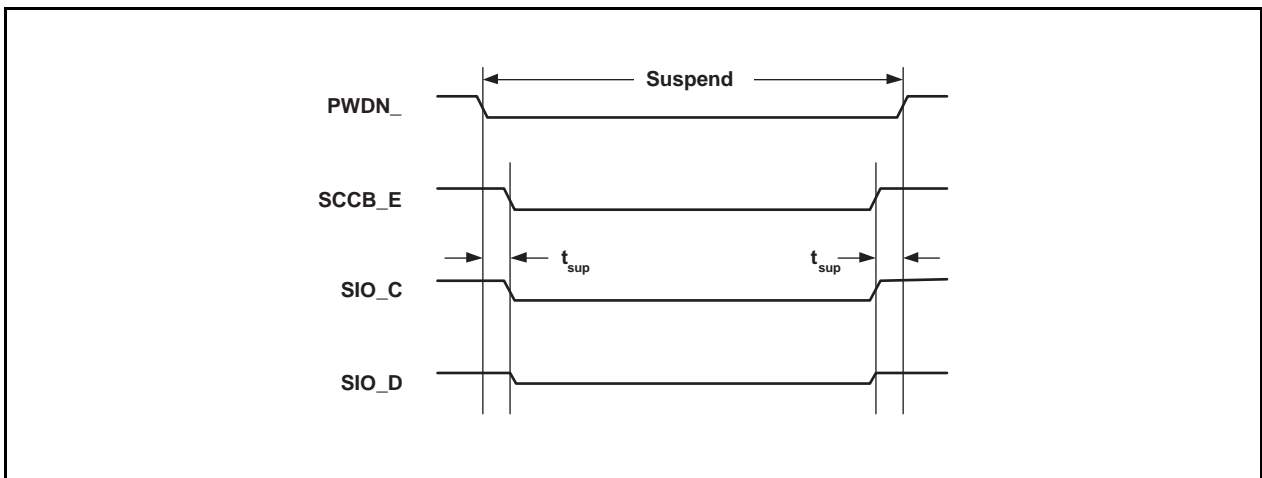 Suspend
PWDN_
SCCB_E
t_sup t_sup
SIO_C
SIO_D